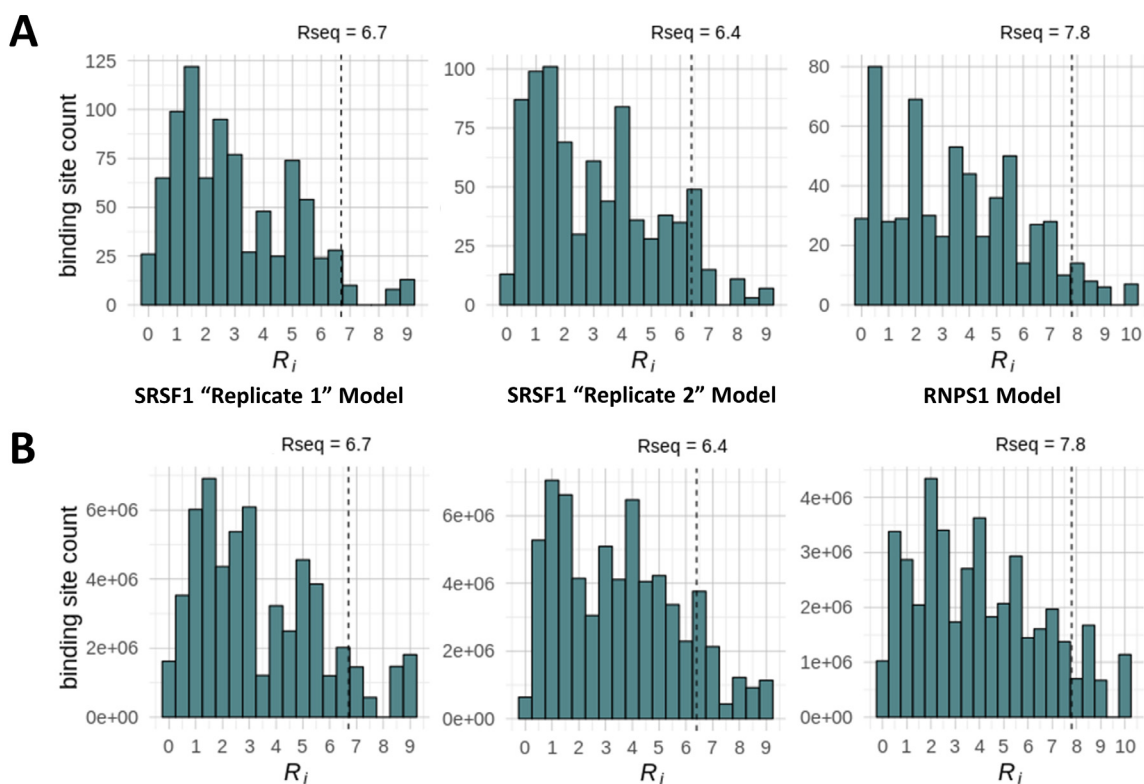 A
Rseq = 6.7
Rseq = 6.4
Rseq = 7.8
binding site count
125
100
75
50
25
0
100
75
50
25
0
80
60
40
20
0
0 1 2 3 4 5 6 7 8 9
0 1 2 3 4 5 6 7 8 9
0 1 2 3 4 5 6 7 8 9 10
Ri
Ri
Ri
SRSF1 “Replicate 1” Model
SRSF1 “Replicate 2” Model
RNPS1 Model
B
Rseq = 6.7
Rseq = 6.4
Rseq = 7.8
binding site count
6e+06
4e+06
2e+06
0e+00
6e+06
4e+06
2e+06
0e+00
4e+06
3e+06
2e+06
1e+06
0e+00
0 1 2 3 4 5 6 7 8 9
0 1 2 3 4 5 6 7 8 9
0 1 2 3 4 5 6 7 8 9 10
Ri
Ri
Ri